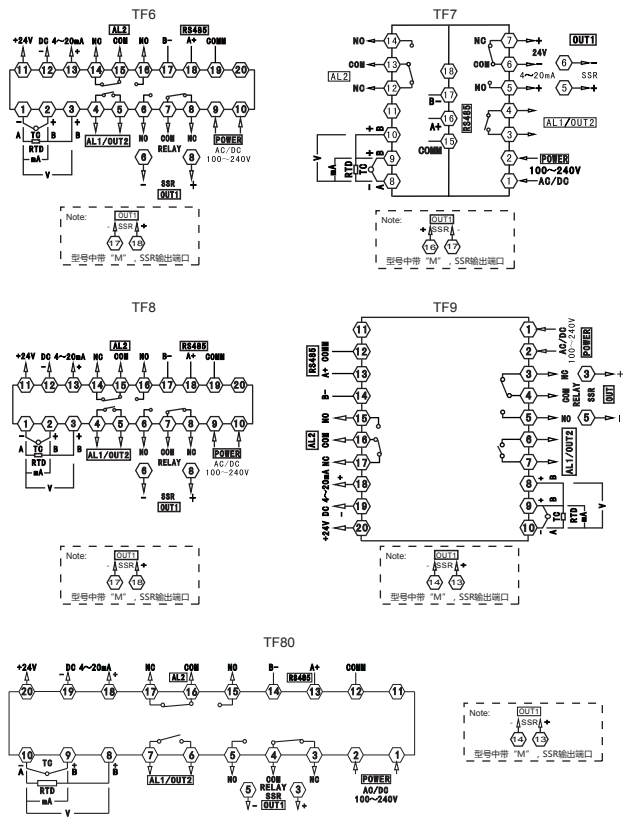 TF6
+24V DC 4~20mA NC AL2 COM NO B- RS485 A+ COMM
- +
11 12 13 14 15 16 17 18 19 20
1 2 3 4 5 6 7 8 9 10
- + +
A TC B B
RTD
mA
V
AL1/OUT2
NO COM NC
RELAY
6 8
- SSR +
OUT1
POWER
AC/DC
100~240V
Note: OUT1
- SSR +
17 18
型号中带 "M" , SSR输出端口
TF7
NC 14
COM 13
AL2
NO 12
11
+ B 10
+ B 9
- A 8
V
mA
RTD
TC
18
B- 17
A+ 16
RS485
COMM 15
NC 7 +
24V
COM 6 -
4~20mA
NO 5 +
OUT1
6 -
SSR
5 +
4
AL1/OUT2
3
2 POWER
100~240V
1 AC/DC
Note: OUT1
+ SSR -
16 17
型号中带 "M" , SSR输出端口
TF8
+24V DC 4~20mA NC AL2 COM NO B- RS485 A+ COMM
- +
11 12 13 14 15 16 17 18 19 20
1 2 3 4 5 6 7 8 9 10
- + +
A TC B B
RTD
mA
V
AL1/OUT2
NO COM NC
RELAY
6 8
- SSR +
OUT1
POWER
AC/DC
100~240V
Note: OUT1
- SSR +
17 18
型号中带 "M" , SSR输出端口
TF9
11
RS485 COMM 12
A+ 13
B- 14
NO 15
AL2 COM 16
NC 17
+ 18
+24V DC 4~20mA
- 19
20
1
AC/DC
100~240V
POWER
2
3 NC 3 +
4 COM
RELAY
SSR
OUT
5 NO 5 -
6
AL1/OUT2
7
8 + B
9 + B
10 - A
TC
RTD
mA
V
Note: OUT1
- SSR +
14 13
型号中带 "M" , SSR输出端口
TF80
+24V DC 4~20mA NC AL2 COM NO B- RS485 A+ COMM
- +
20 19 18 17 16 15 14 13 12 11
10 9 8 7 6 5 4 3 2 1
- + +
A TC B B
RTD
mA
V
AL1/OUT2
NO COM NC
RELAY
5 SSR 3
- OUT1 +
POWER
AC/DC
100~240V
Note: OUT1
- SSR +
14 13
型号中带 "M" , SSR输出端口